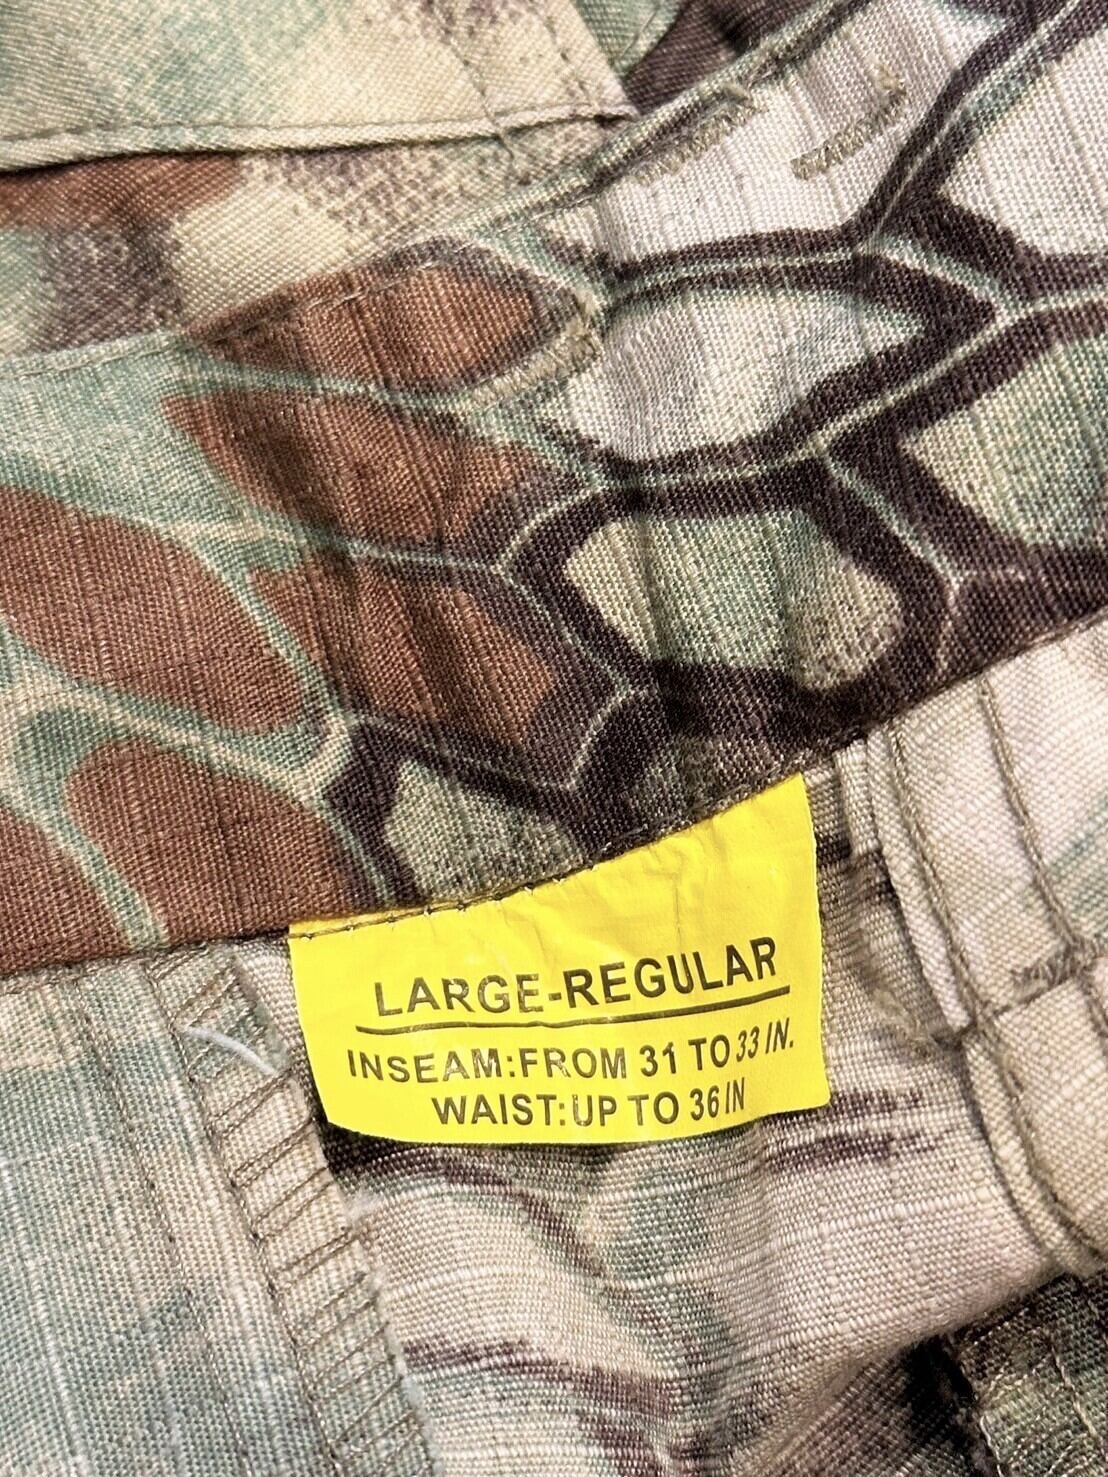 LARGE-REGULAR
INSEAM:FROM 31 TO 33 IN.
WAIST:UP TO 36 IN